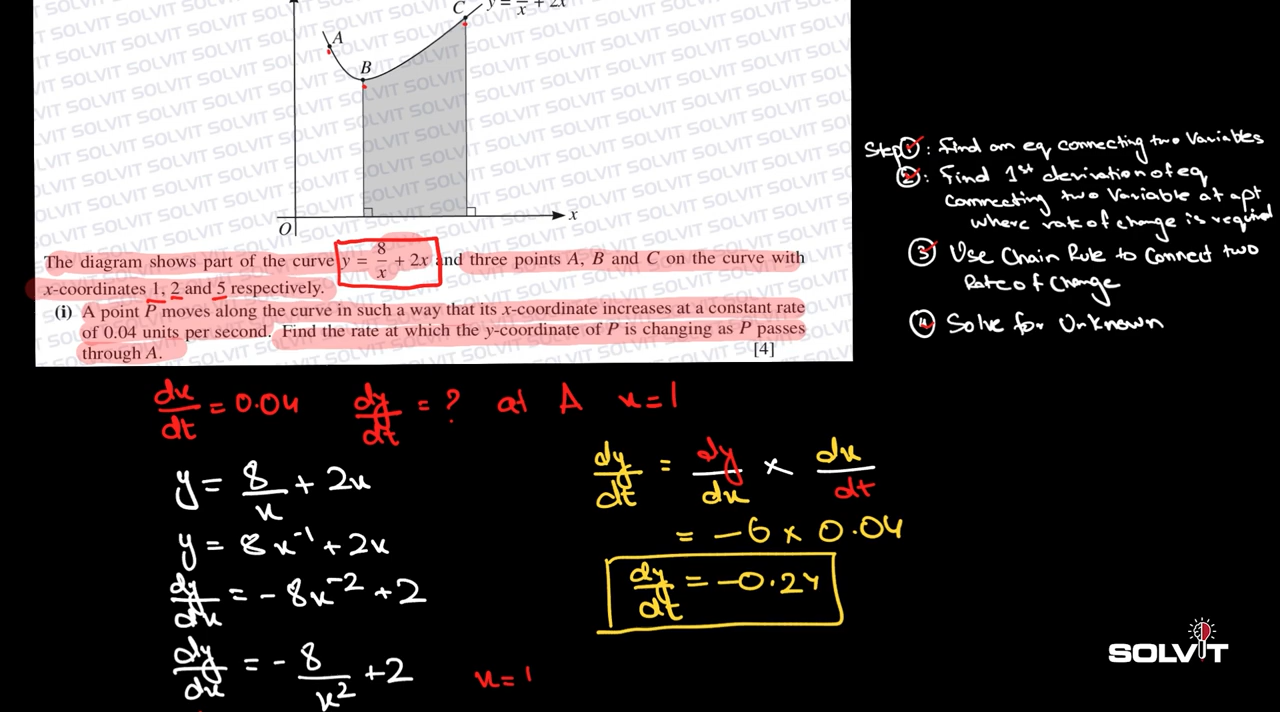 C y = 8/x + 2x
A
B
O x
The diagram shows part of the curve y = 8/x + 2x and three points A, B and C on the curve with
x-coordinates 1, 2 and 5 respectively.
(i) A point P moves along the curve in such a way that its x-coordinate increases at a constant rate
of 0.04 units per second. Find the rate at which the y-coordinate of P is changing as P passes
through A. [4]
Step ①: Find an eq connecting two Variables
②: Find 1st derivation of eq
connecting two Variable at a pt
where rate of change is required
③ Use Chain Rule to Connect two
Rate of Change
④ Solve for Unknown
dx/dt = 0.04 dy/dt = ? at A x=1
y = 8/x + 2x
y = 8x⁻¹ + 2x
dy/dx = -8x⁻² + 2
dy/dx = - 8/x² + 2 x=1
dy/dt = dy/dx × dx/dt
= -6 × 0.04
dy/dt = -0.24
SOLVIT